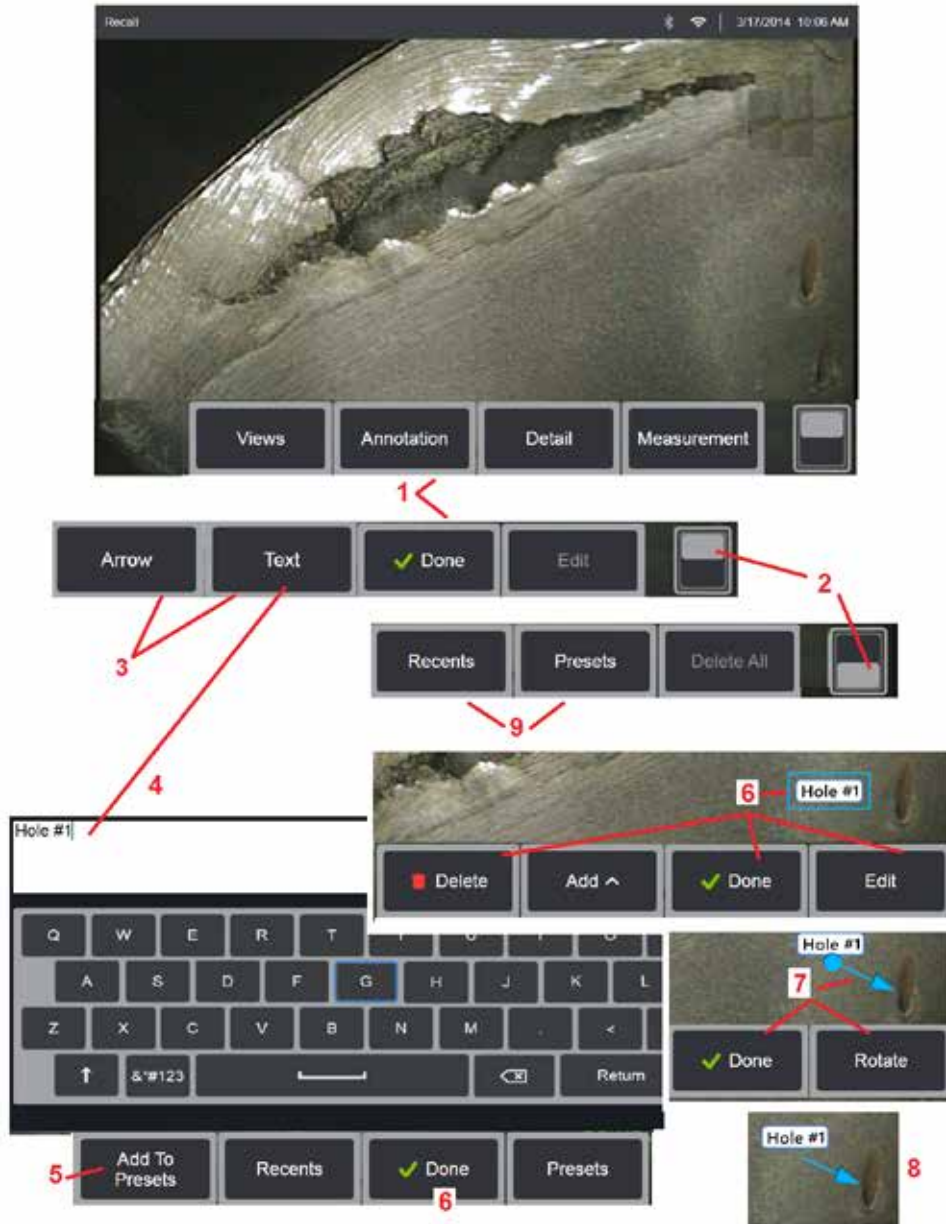 Recall 3/17/2014 10:06 AM
Views Annotation Detail Measurement
1
Arrow Text Done Edit
2
3
Recents Presets Delete All
9
4
6 Hole #1
Hole #1
Delete Add Done Edit
Q W E R T
Hole #1
A S D F G H J K L
7
Z X C V B N M . <
Done Rotate
&*#123 Return
Hole #1
5 Add To Presets Recents Done Presets
8
6